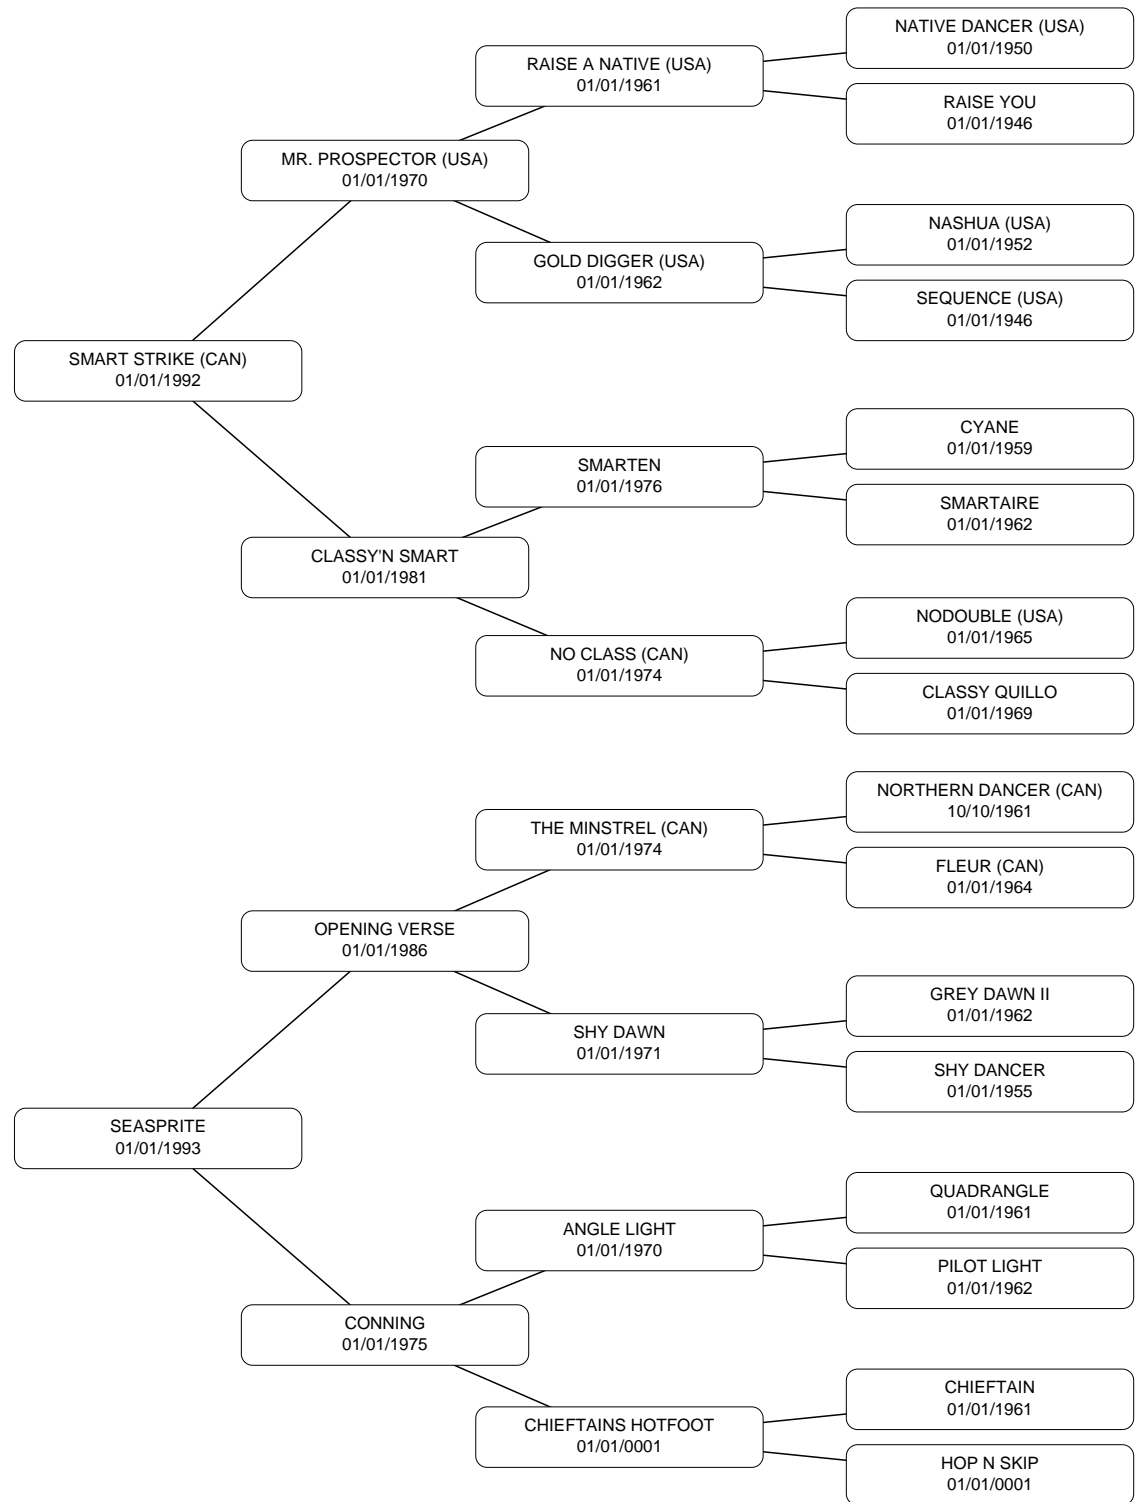 NATIVE DANCER (USA)
01/01/1950
RAISE A NATIVE (USA)
01/01/1961
RAISE YOU
01/01/1946
MR. PROSPECTOR (USA)
01/01/1970
NASHUA (USA)
01/01/1952
GOLD DIGGER (USA)
01/01/1962
SEQUENCE (USA)
01/01/1946
SMART STRIKE (CAN)
01/01/1992
CYANE
01/01/1959
SMARTEN
01/01/1976
SMARTAIRE
01/01/1962
CLASSY'N SMART
01/01/1981
NODOUBLE (USA)
01/01/1965
NO CLASS (CAN)
01/01/1974
CLASSY QUILLO
01/01/1969
NORTHERN DANCER (CAN)
10/10/1961
THE MINSTREL (CAN)
01/01/1974
FLEUR (CAN)
01/01/1964
OPENING VERSE
01/01/1986
GREY DAWN II
01/01/1962
SHY DAWN
01/01/1971
SHY DANCER
01/01/1955
SEASPRITE
01/01/1993
QUADRANGLE
01/01/1961
ANGLE LIGHT
01/01/1970
PILOT LIGHT
01/01/1962
CONNING
01/01/1975
CHIEFTAIN
01/01/1961
CHIEFTAINS HOTFOOT
01/01/0001
HOP N SKIP
01/01/0001